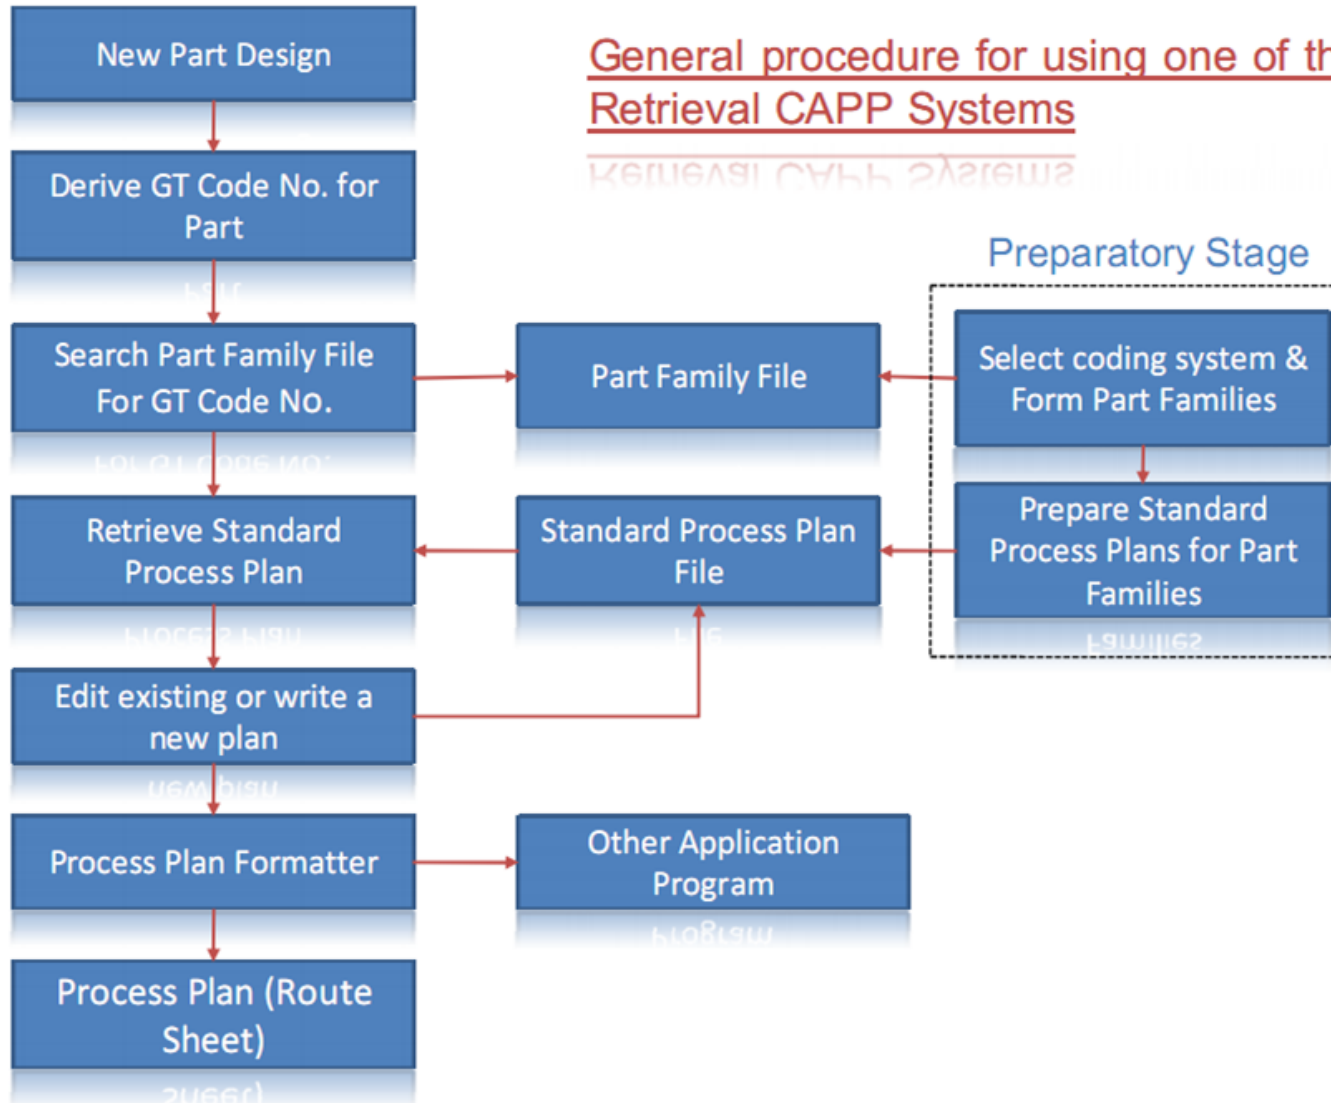 New Part Design
General procedure for using one of th
Retrieval CAPP Systems
Derive GT Code No. for
Part
Preparatory Stage
Search Part Family File
For GT Code No.
Part Family File
Select coding system &
Form Part Families
Retrieve Standard
Process Plan
Standard Process Plan
File
Prepare Standard
Process Plans for Part
Families
Edit existing or write a
new plan
Process Plan Formatter
Other Application
Program
Process Plan (Route
Sheet)